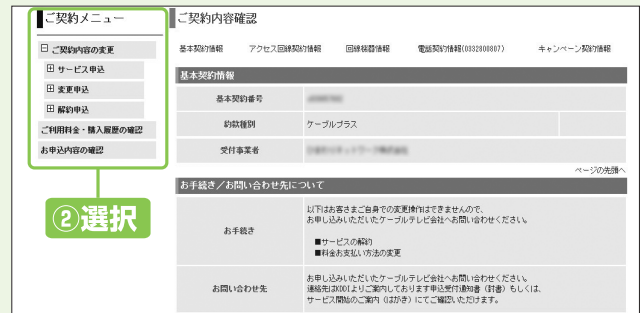 ご契約メニュー
ご契約内容の変更
サービス申込
変更申込
解約申込
ご利用料金・購入履歴の確認
お申込内容の確認
②選択
ご契約内容確認
基本契約情報 アクセス回線契約情報 回線機器情報 電話契約情報(0332800807) キャンペーン契約情報
基本契約情報
基本契約番号
約款種別 ケーブルプラス
受付事業者
ページの先頭へ
お手続き/お問い合わせ先について
お手続き
以下はお客さまご自身での変更操作はできませんので、
お申し込みいただいたケーブルテレビ会社へお問い合わせください。
■サービスの解約
■料金お支払い方法の変更
お問い合わせ先
お申し込みいただいたケーブルテレビ会社へお問い合わせください。
連絡先はKDDIよりご案内しております申込受付通知書(封書)もしくは、
サービス開始のご案内(はがき)にてご確認いただけます。